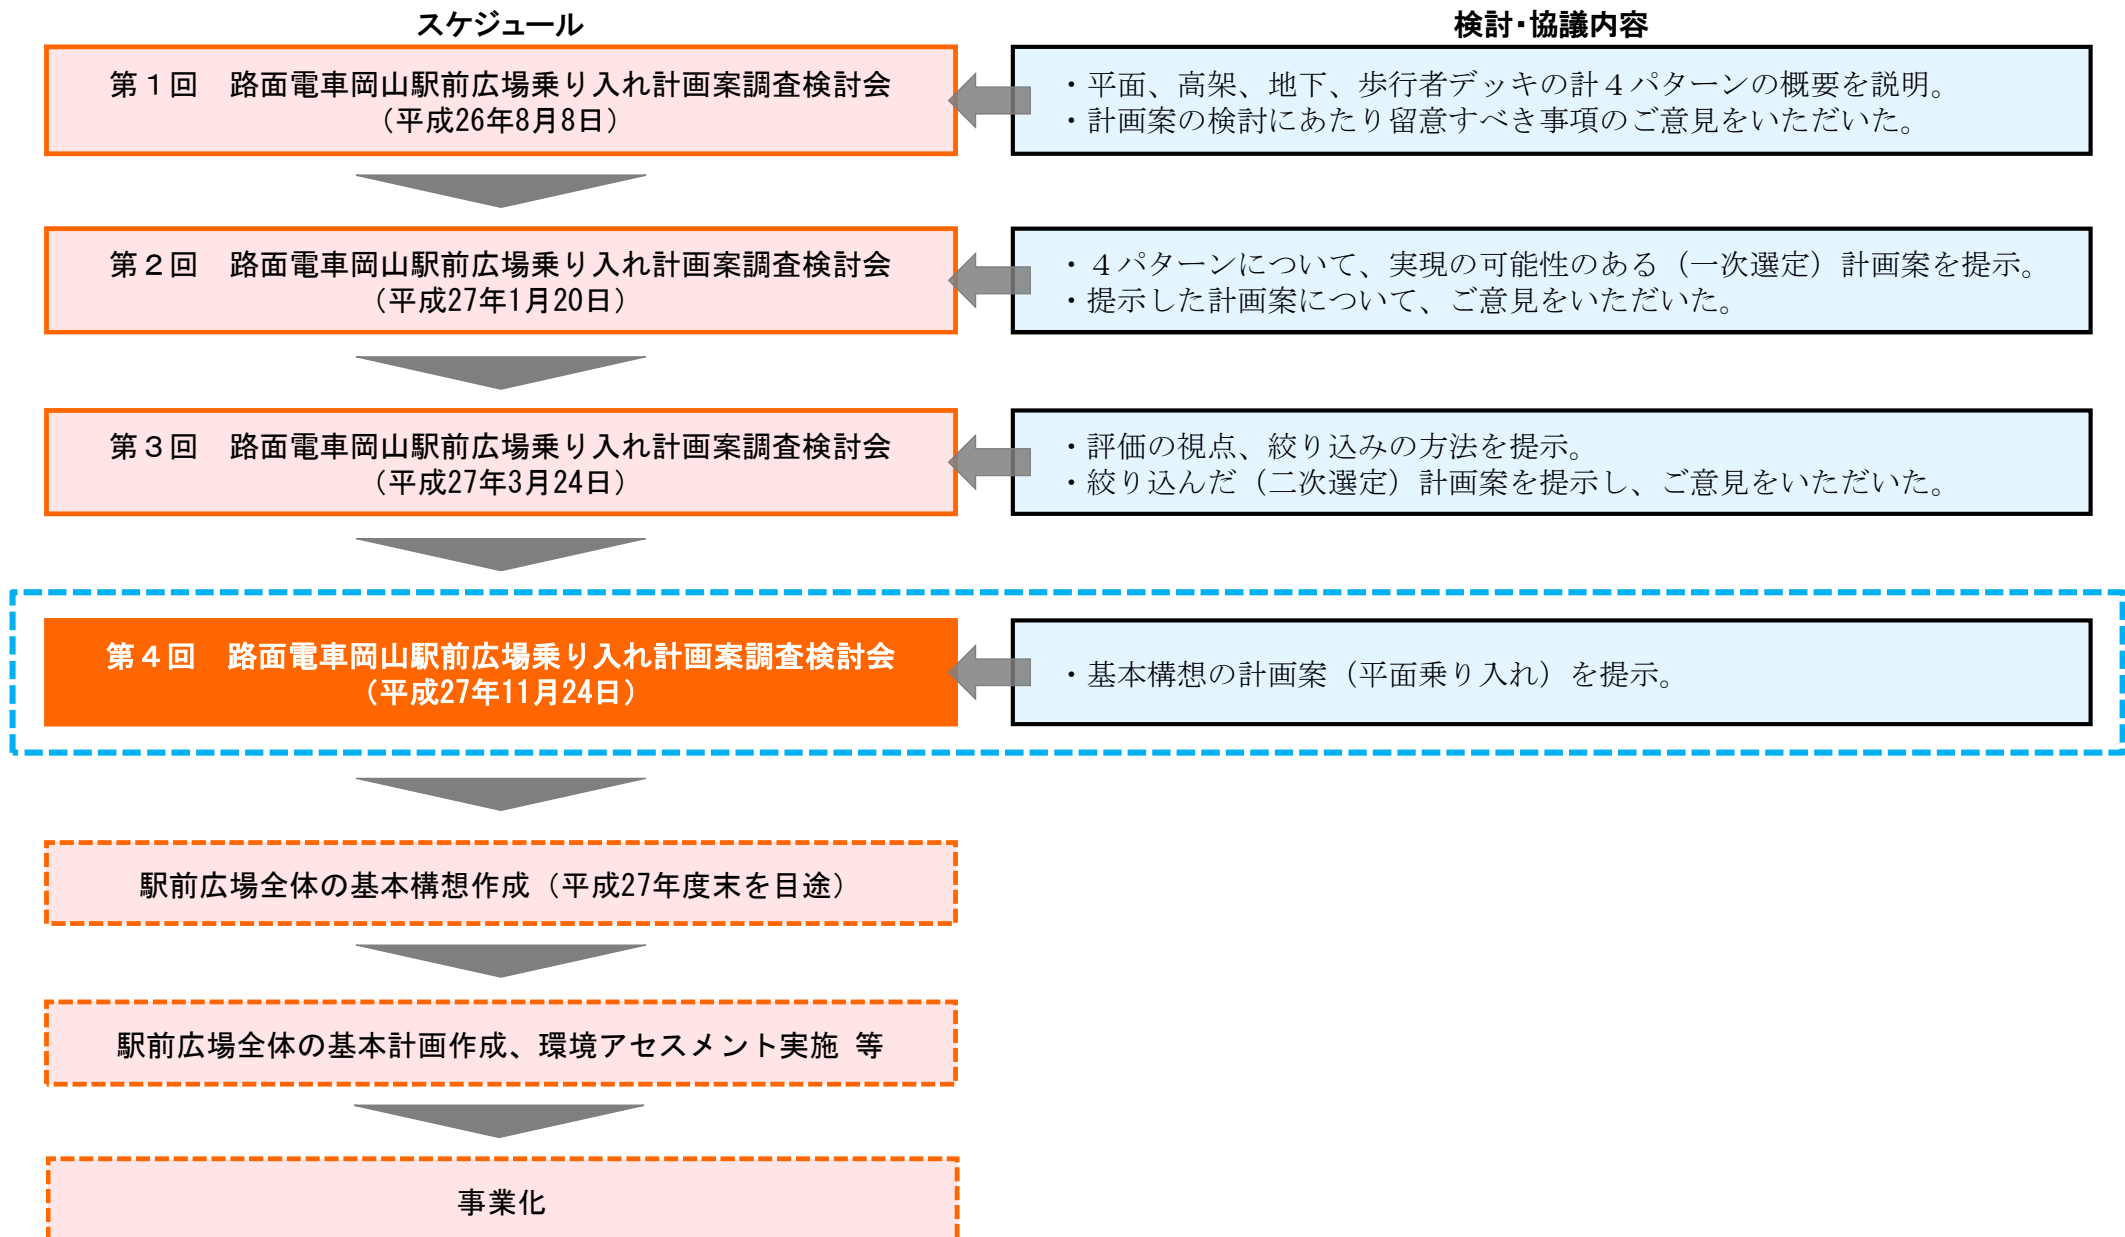 スケジュール
検討・協議内容
第１回　路面電車岡山駅前広場乗り入れ計画案調査検討会
（平成26年8月8日）
・平面、高架、地下、歩行者デッキの計４パターンの概要を説明。
・計画案の検討にあたり留意すべき事項のご意見をいただいた。
第２回　路面電車岡山駅前広場乗り入れ計画案調査検討会
（平成27年1月20日）
・４パターンについて、実現の可能性のある（一次選定）計画案を提示。
・提示した計画案について、ご意見をいただいた。
第３回　路面電車岡山駅前広場乗り入れ計画案調査検討会
（平成27年3月24日）
・評価の視点、絞り込みの方法を提示。
・絞り込んだ（二次選定）計画案を提示し、ご意見をいただいた。
第４回　路面電車岡山駅前広場乗り入れ計画案調査検討会
（平成27年11月24日）
・基本構想の計画案（平面乗り入れ）を提示。
駅前広場全体の基本構想作成（平成27年度末を目途）
駅前広場全体の基本計画作成、環境アセスメント実施 等
事業化